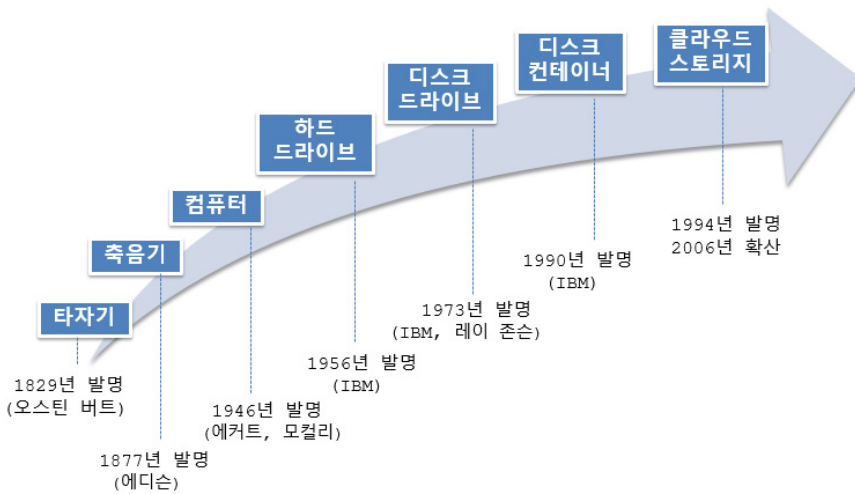 타자기
1829년 발명
(오스틴 버트)
축음기
1877년 발명
(에디슨)
컴퓨터
1946년 발명
(에커트, 모컬리)
하드
드라이브
1956년 발명
(IBM)
디스크
드라이브
1973년 발명
(IBM, 레이 존슨)
디스크
컨테이너
1990년 발명
(IBM)
클라우드
스토리지
1994년 발명
2006년 확산